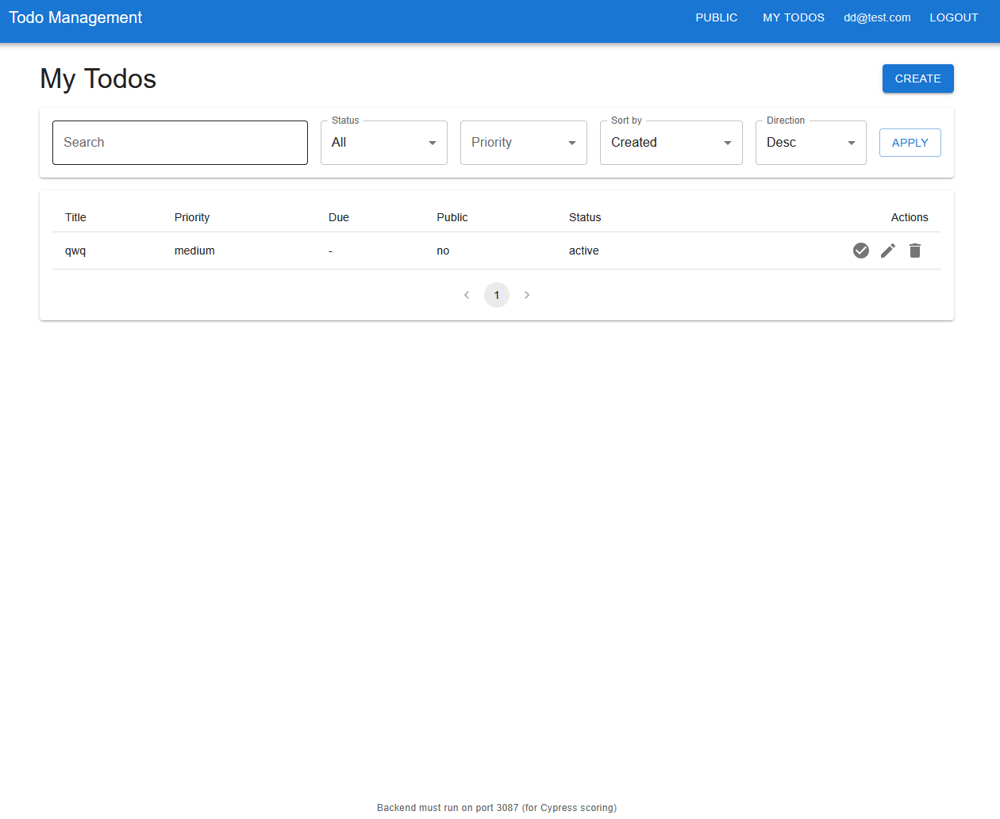 Todo Management PUBLIC MY TODOS dd@test.com LOGOUT
My Todos CREATE
Search Status All Priority Sort by Created Direction Desc APPLY
Title Priority Due Public Status Actions
qwq medium - no active
1
Backend must run on port 3087 (for Cypress scoring)